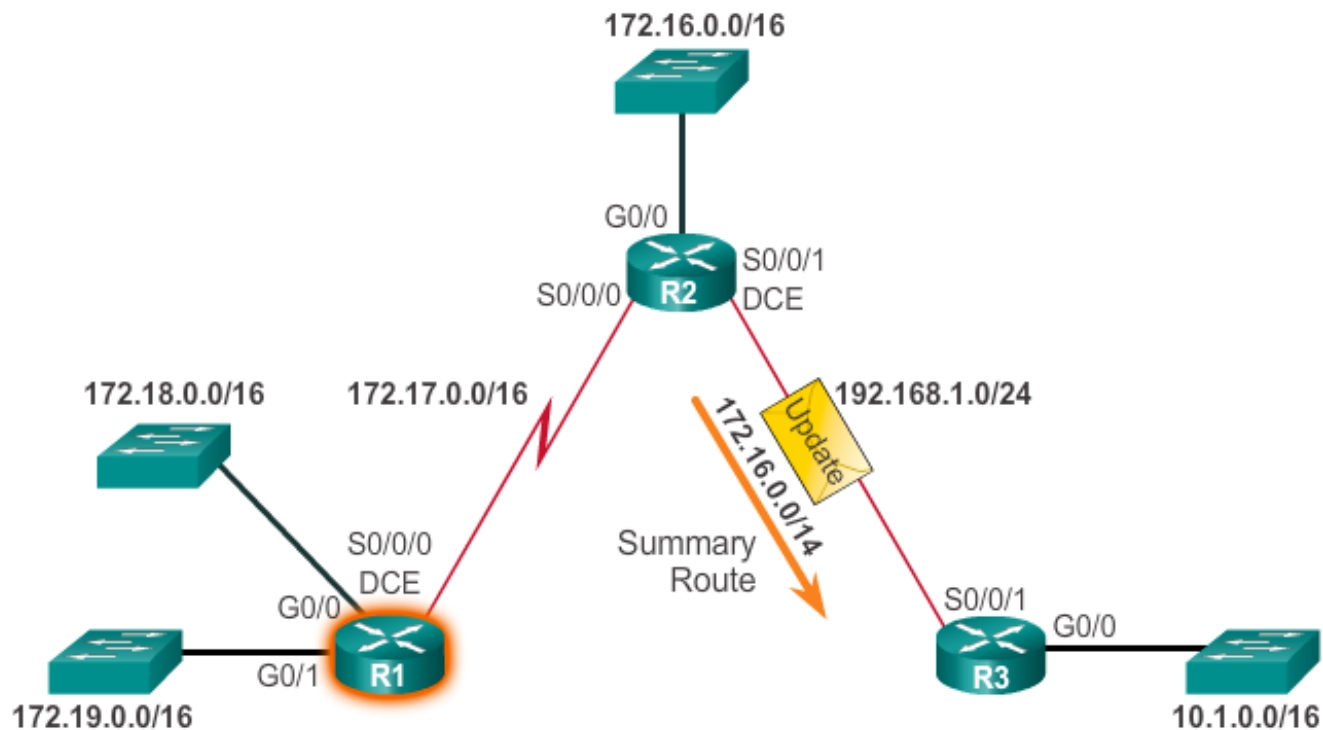 172.16.0.0/16
G0/0
S0/0/1
R2
DCE
S0/0/0
172.18.0.0/16
172.17.0.0/16
192.168.1.0/24
Update
172.16.0.0/14
Summary
Route
S0/0/0
DCE
G0/0
G0/1
R1
172.19.0.0/16
S0/0/1
G0/0
R3
10.1.0.0/16